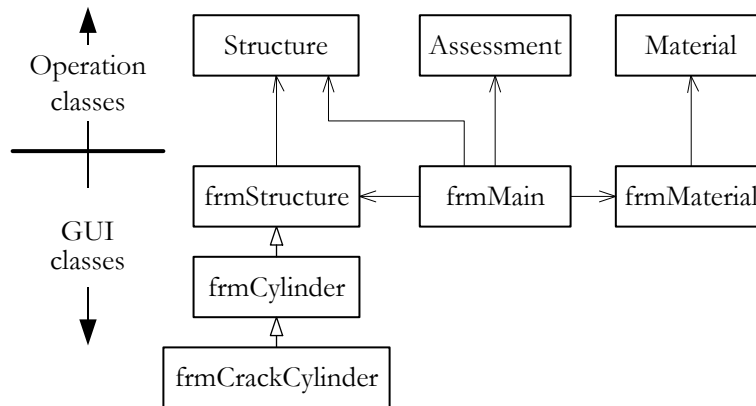 Operation
classes
Structure
Assessment
Material
GUI
classes
frmStructure
frmMain
frmMaterial
frmCylinder
frmCrackCylinder